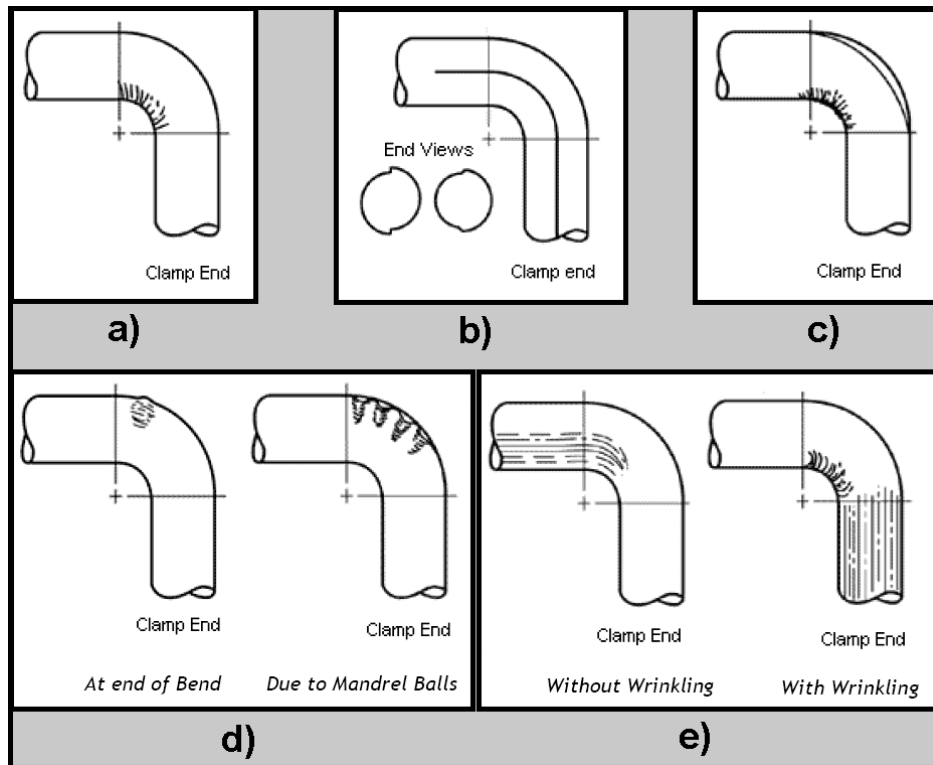 Clamp End
a)
End Views
Clamp end
b)
Clamp End
c)
Clamp End
At end of Bend
Clamp End
Due to Mandrel Balls
d)
Clamp End
Without Wrinkling
Clamp End
With Wrinkling
e)